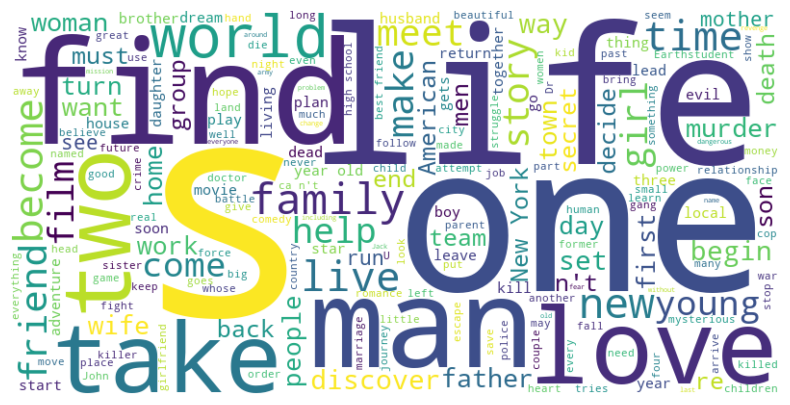 find
life
S
one
two
man
take
love
world
family
become
friend
film
time
girl
story
meet
make
new
young
live
help
come
way
woman
brother
dream
hand
husband
long
beautiful
mother
know
great
around
die
night
even
return
together
seem
kid
thing
Dr
past
women
lead
Earth
student
show
bring
must
use
mission
army
turn
away
group
daughter
living
hope
plan
problem
high school
much
best friend
American
men
gets
struggle
go
city
town
secret
decide
something
evil
death
want
house
land
play
see
believe
well
change
everyone
future
named
dead
never
follow
made
attempt
job
part
murder
dangerous
money
good
crime
home
soon
real
movie
doctor
battle
give
year old
ca n't
child
end
New York
day
human
small
learn
three
power
relationship
face
son
local
gang
first
cop
work
force
comedy
including
star
boy
parent
team
leave
set
former
begin
many
name
head
sister
goes
big
run
U
Jack
look
put
n't
kill
another
war
stop
everything
adventure
game
keep
whose
country
romance
left
fear
without
wife
back
people
little
marriage
journey
escape
save
police
may
couple
old
fall
every
mysterious
fight
killer
move
place
start
John
girlfriend
order
discover
father
heart
tries
need
four
year
re
arrive
killed
children
last